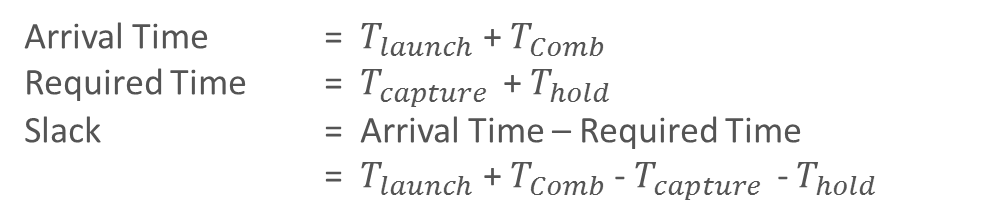 Arrival Time = T_launch + T_Comb
Required Time = T_capture + T_hold
Slack = Arrival Time – Required Time
= T_launch + T_Comb - T_capture - T_hold